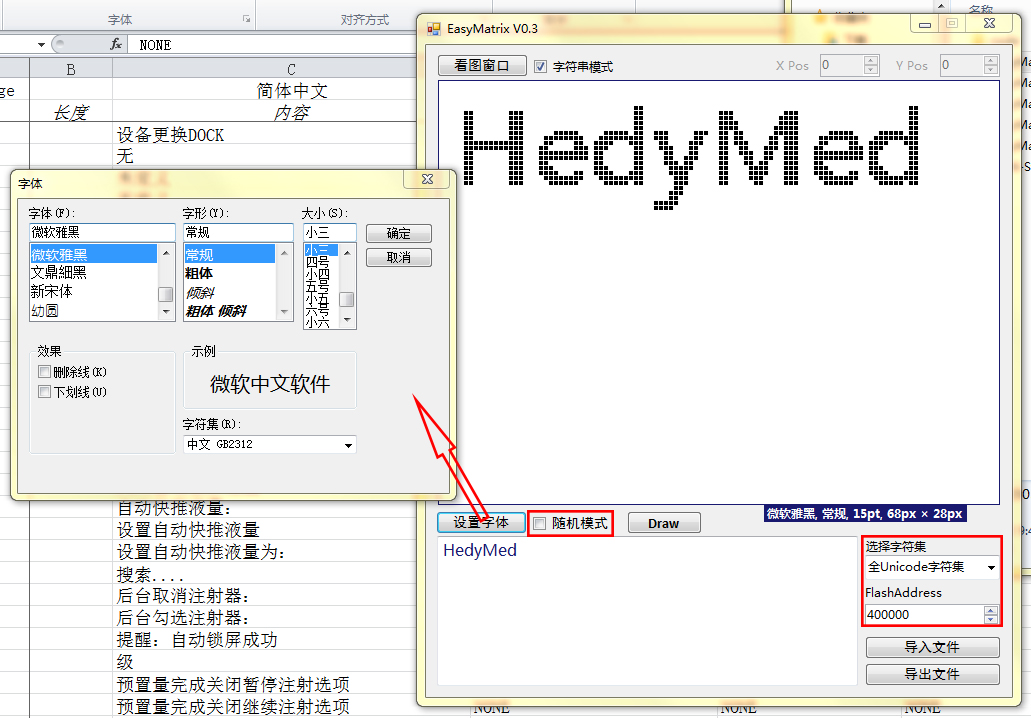 字体
对齐方式
名称
fx NONE
B C
ge 简体中文
长度 内容
设备更换DOCK
无
字体
字体(F):
字形(Y):
大小(S):
微软雅黑
常规
小三
确定
取消
微软雅黑
文鼎細黑
新宋体
幼圆
常规
粗体
倾斜
粗体 倾斜
小三
四号
小四
五号
小五
六号
小六
效果
删除线(K)
下划线(U)
示例
微软中文软件
字符集(R):
中文 GB2312
自动快推液量:
设置自动快推液量
设置自动快推液量为:
搜索....
后台取消注射器:
后台勾选注射器:
提醒: 自动锁屏成功
级
预置量完成关闭暂停注射选项
预置量完成关闭继续注射选项
EasyMatrix V0.3
看图窗口
字符串模式
X Pos 0
Y Pos 0
HedyMed
设置字体
随机模式
Draw
微软雅黑, 常规, 15pt, 68px × 28px
HedyMed
选择字符集
全Unicode字符集
FlashAddress
400000
导入文件
导出文件
NONE NONE NONE